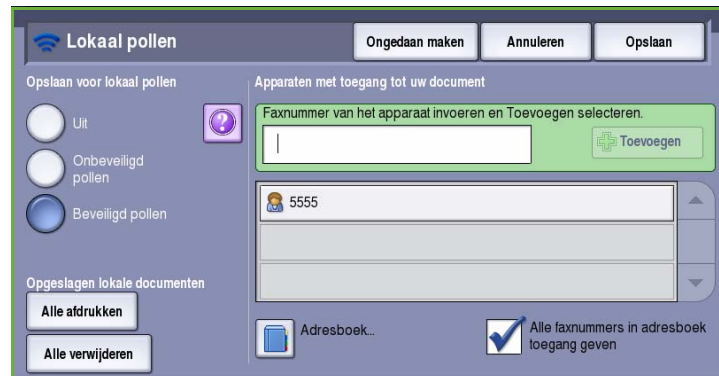 Lokaal pollen
Ongedaan maken
Annuleren
Opslaan
Opslaan voor lokaal pollen
Uit
Onbeveiligd
pollen
Beveiligd pollen
Opgeslagen lokale documenten
Alle afdrukken
Alle verwijderen
Apparaten met toegang tot uw document
Faxnummer van het apparaat invoeren en Toevoegen selecteren.
Toevoegen
5555
Adresboek...
Alle faxnummers in adresboek
toegang geven